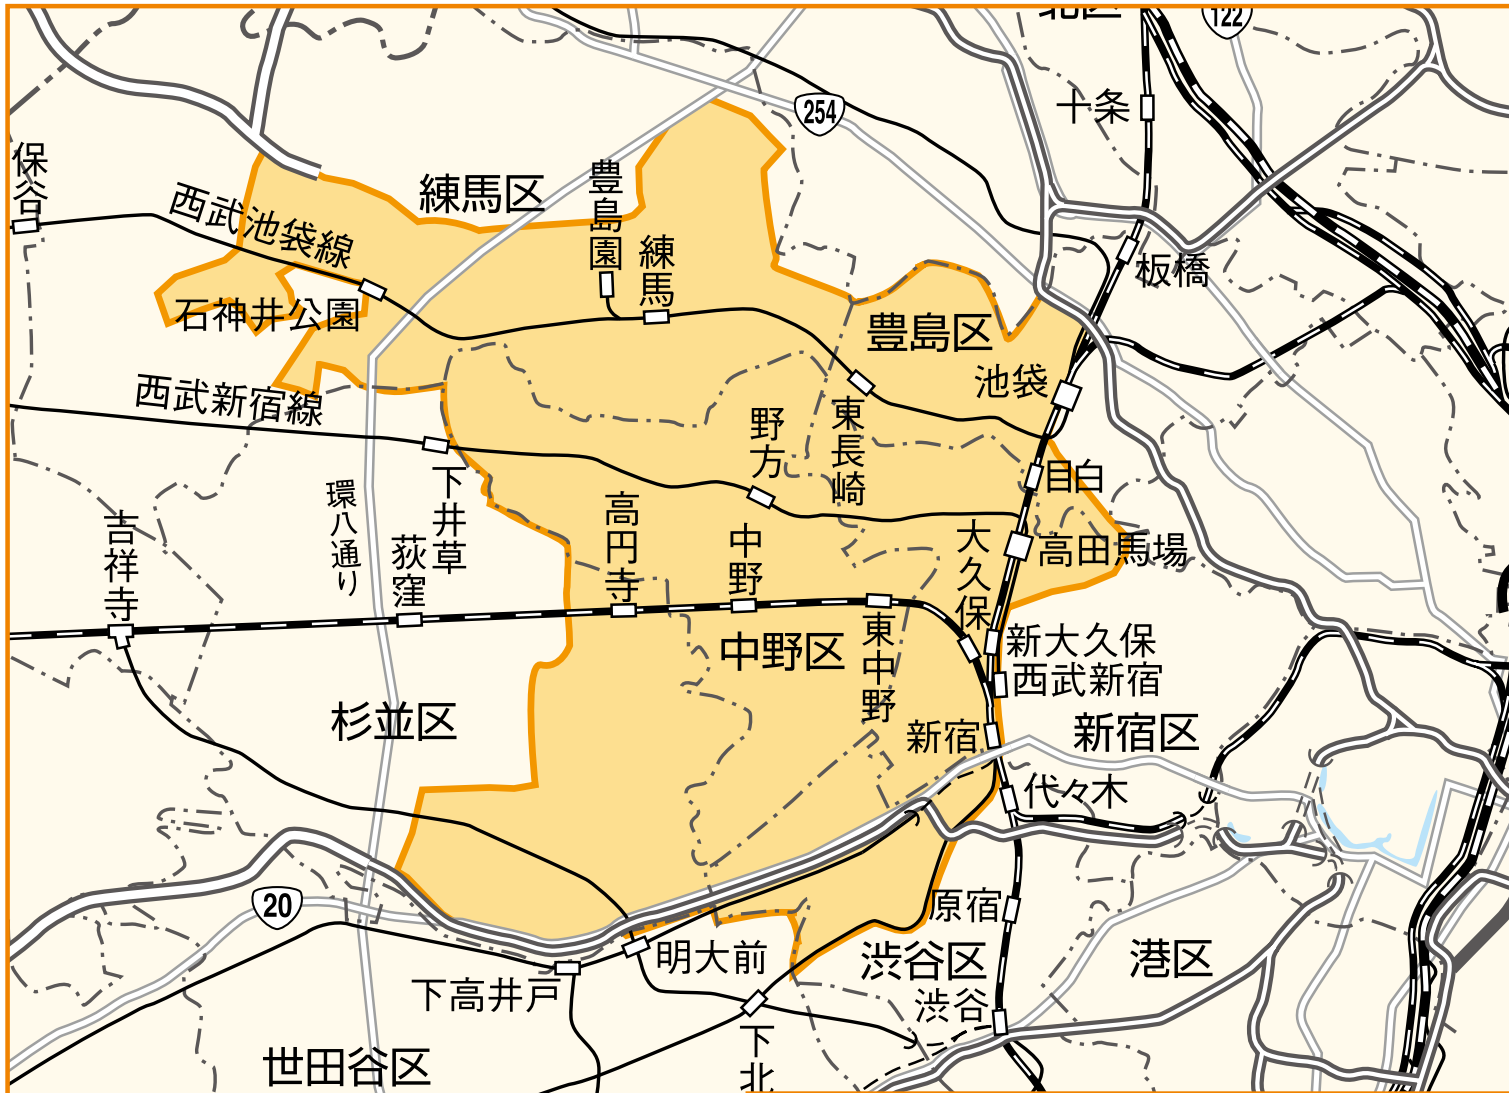 北区
122
254
十条
保谷
西武池袋線
練馬区
豊島園
練馬
板橋
石神井公園
豊島区
池袋
西武新宿線
東長崎
野方
目白
下井草
環八通り
高円寺
吉祥寺
荻窪
中野
大久保
高田馬場
中野区
東中野
新大久保
西武新宿
杉並区
新宿
新宿区
代々木
20
原宿
明大前
渋谷区
港区
下高井戸
渋谷
下北
世田谷区